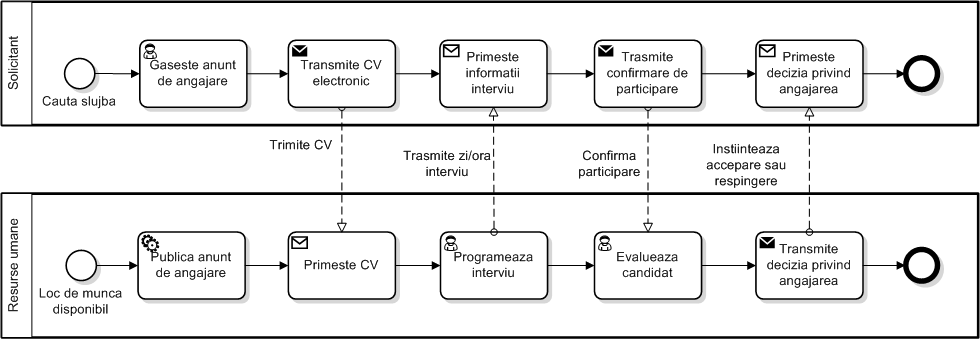 Solicitant
Cauta slujba
Gaseste anunt
de angajare
Transmite CV
electronic
Primeste
informatii
interviu
Trasmite
confirmare de
participare
Primeste
decizia privind
angajarea
Trimite CV
Trasmite zi/ora
interviu
Confirma
participare
Instiinteaza
accepare sau
respingere
Resurse umane
Loc de munca
disponibil
Publica anunt
de angajare
Primeste CV
Programeaza
interviu
Evalueaza
candidat
Transmite
decizia privind
angajarea